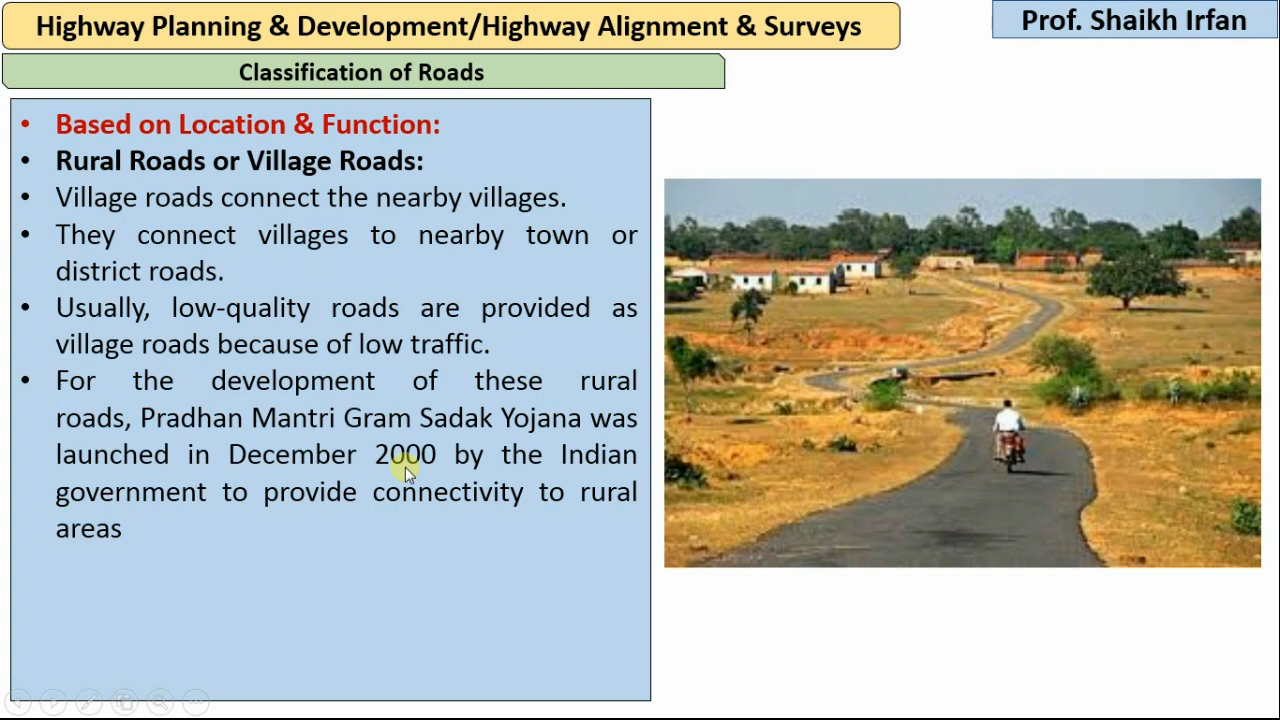 Highway Planning & Development/Highway Alignment & Surveys
Prof. Shaikh Irfan
Classification of Roads
• Based on Location & Function:
• Rural Roads or Village Roads:
• Village roads connect the nearby villages.
• They connect villages to nearby town or
district roads.
• Usually, low-quality roads are provided as
village roads because of low traffic.
• For the development of these rural
roads, Pradhan Mantri Gram Sadak Yojana was
launched in December 2000 by the Indian
government to provide connectivity to rural
areas